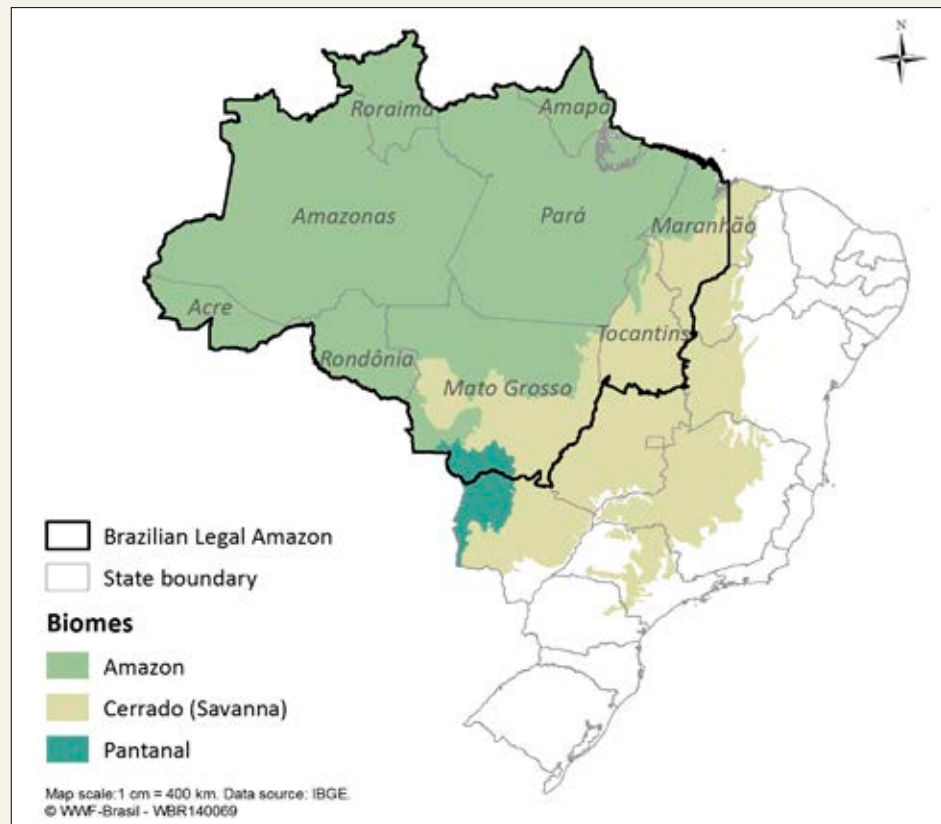 N
Roraima
Amapa
Amazonas
Pará
Maranhão
Acre
Tocantins
Rondônia
Mato Grosso
Brazilian Legal Amazon
State boundary
Biomes
Amazon
Cerrado (Savanna)
Pantanal
Map scale:1 cm = 400 km. Data source: IBGE.
© WWF-Brasil - WBR140069